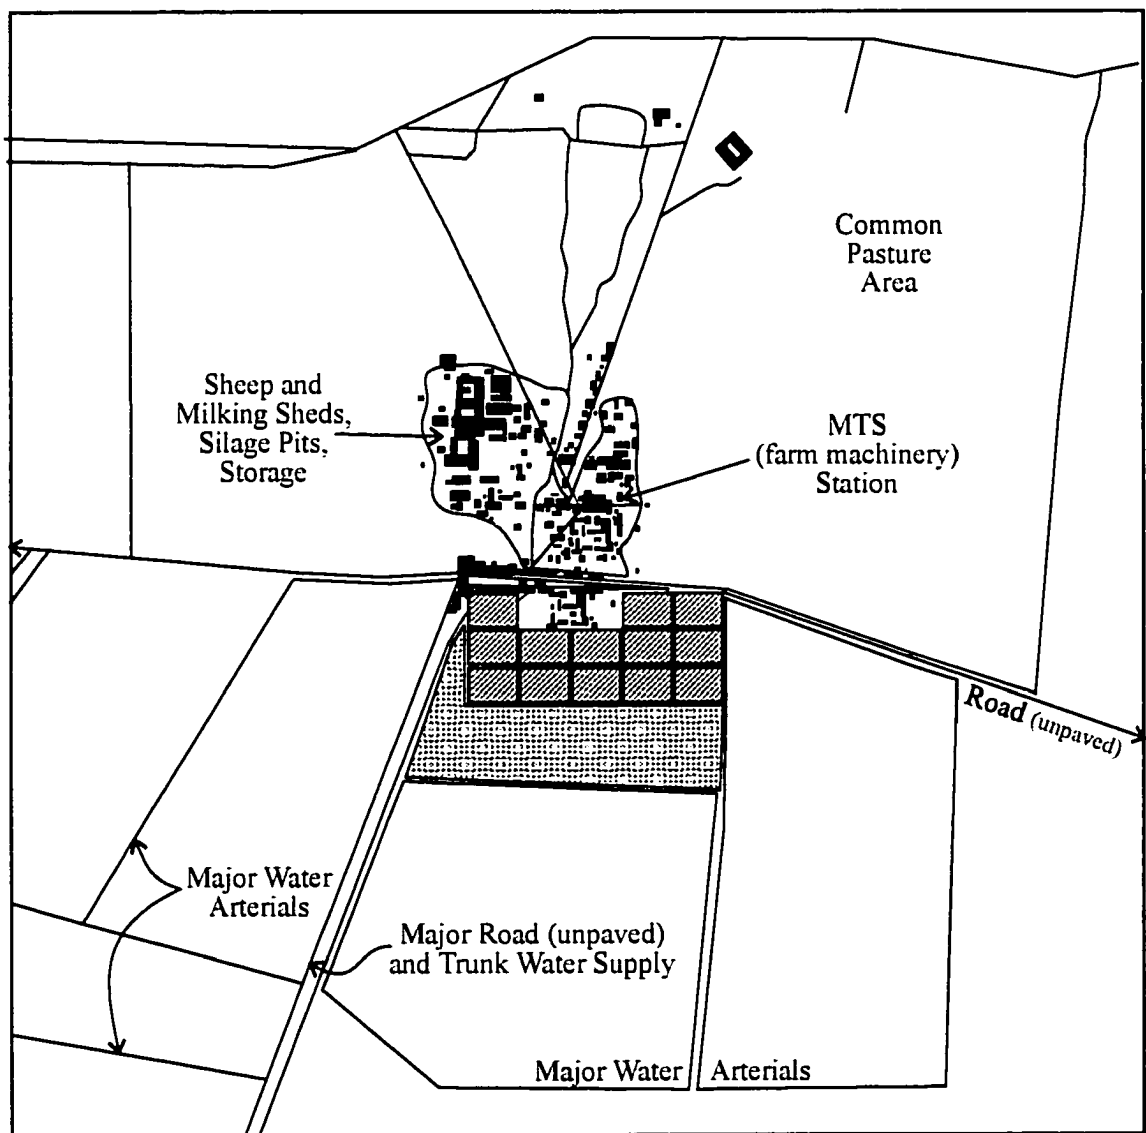 Common
Pasture
Area
Sheep and
Milking Sheds,
Silage Pits,
Storage
MTS
(farm machinery)
Station
Road (unpaved)
Major Water
Arterials
Major Road (unpaved)
and Trunk Water Supply
Major Water Arterials